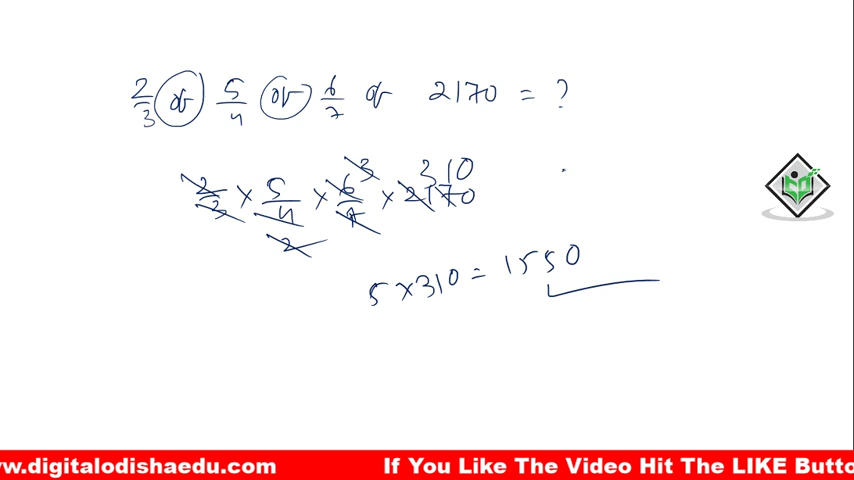 2/3 of 5/4 of 6/7 of 2170 = ?
3 310
2/3 × 5/4 × 6/7 × 2170
2
5 × 310 = 1550
w.digitalodishaedu.com If You Like The Video Hit The LIKE Butto